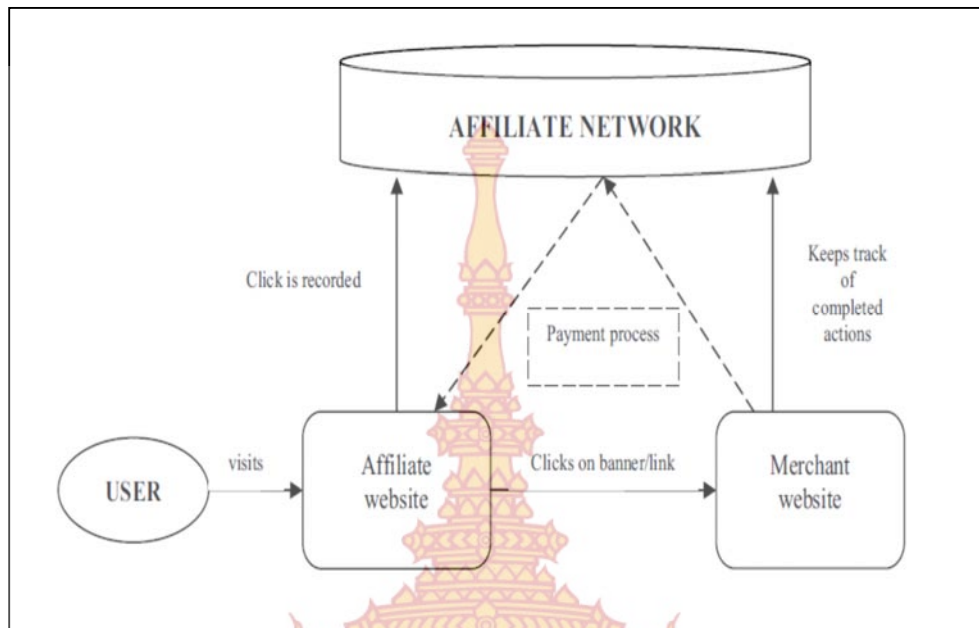 AFFILIATE NETWORK
Click is recorded
Keeps track
of
completed
actions
Payment process
visits
Affiliate
website
Clicks on banner/link
Merchant
website
USER